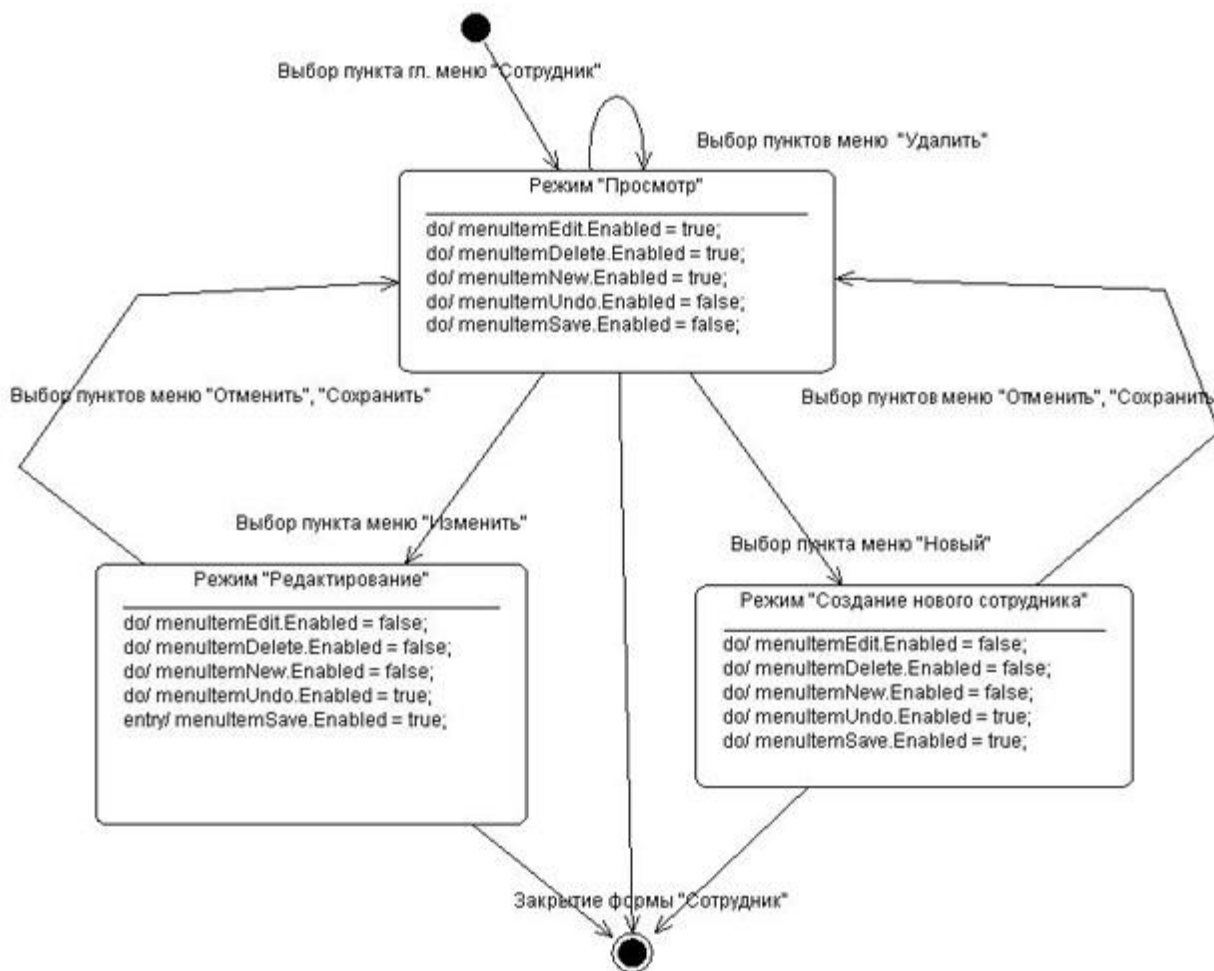 Выбор пункта гл. меню "Сотрудник"
Выбор пунктов меню "Удалить"
Режим "Просмотр"
do/ menuItemEdit.Enabled = true;
do/ menuItemDelete.Enabled = true;
do/ menuItemNew.Enabled = true;
do/ menuItemUndo.Enabled = false;
do/ menuItemSave.Enabled = false;
Выбор пунктов меню "Отменить", "Сохранить"
Выбор пунктов меню "Отменить", "Сохранить
Выбор пункта меню "Изменить"
Выбор пункта меню "Новый"
Режим "Редактирование"
do/ menuItemEdit.Enabled = false;
do/ menuItemDelete.Enabled = false;
do/ menuItemNew.Enabled = false;
do/ menuItemUndo.Enabled = true;
entry/ menuItemSave.Enabled = true;
Режим "Создание нового сотрудника"
do/ menuItemEdit.Enabled = false;
do/ menuItemDelete.Enabled = false;
do/ menuItemNew.Enabled = false;
do/ menuItemUndo.Enabled = true;
do/ menuItemSave.Enabled = true;
Закрытие формы "Сотрудник"